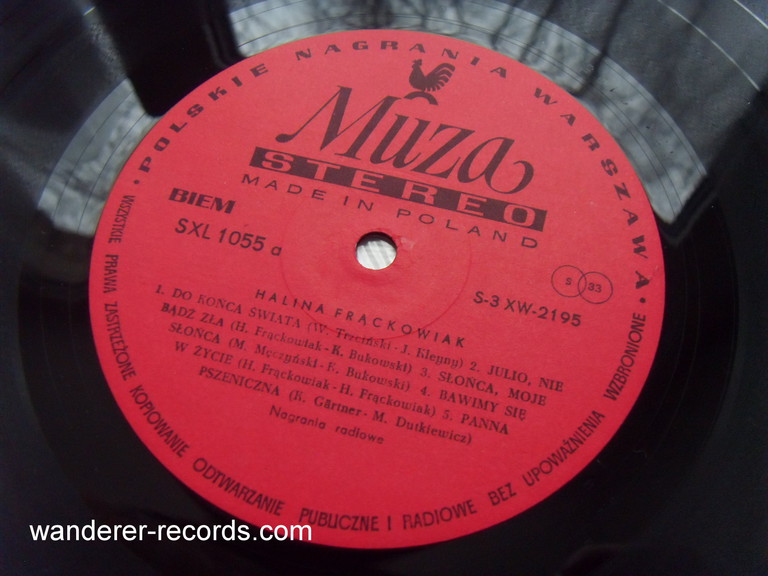 • POLSKIE NAGRANIA WARSZAWA •
Muza
STEREO
MADE IN POLAND
BIEM
SXL 1055 a
S-3 XW-2195
S 33
HALINA FRĄCKOWIAK
1. DO KOŃCA ŚWIATA (W. Trzciński - J. Kleyny) 2. JULIO, NIE
BĄDŹ ZŁA (H. Frąckowiak - K. Bukowski) 3. SŁOŃCA, MOJE
SŁOŃCA (M. Męczyński - E. Bukowski) 4. BAWIMY SIĘ
W ŻYCIE (H. Frąckowiak - H. Frąckowiak) 5. PANNA
PSZENICZNA (K. Gärtner - M. Dutkiewicz)
Nagrania radiowe
WSZYSTKIE PRAWA ZASTRZEŻONE KOPIOWANIE ODTWARZANIE PUBLICZNE I RADIOWE BEZ UPOWAŻNIENIA WZBRONIONE
wanderer-records.com